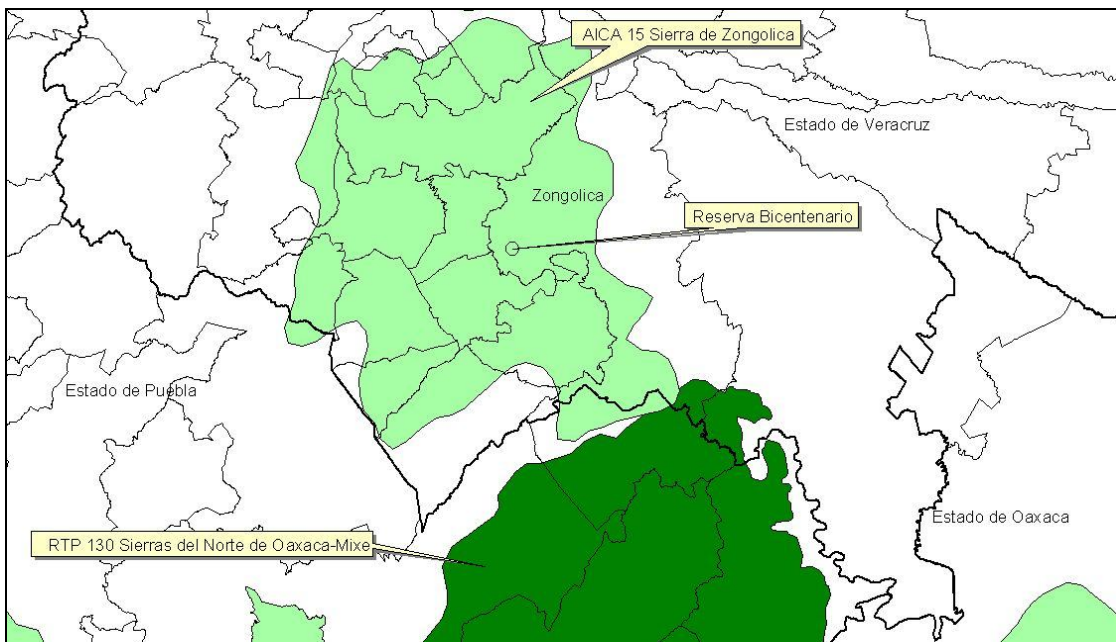 AICA 15 Sierra de Zongolica
Estado de Veracruz
Zongolica
Reserva Bicentenario
Estado de Puebla
Estado de Oaxaca
RTP 130 Sierras del Norte de Oaxaca-Mixe